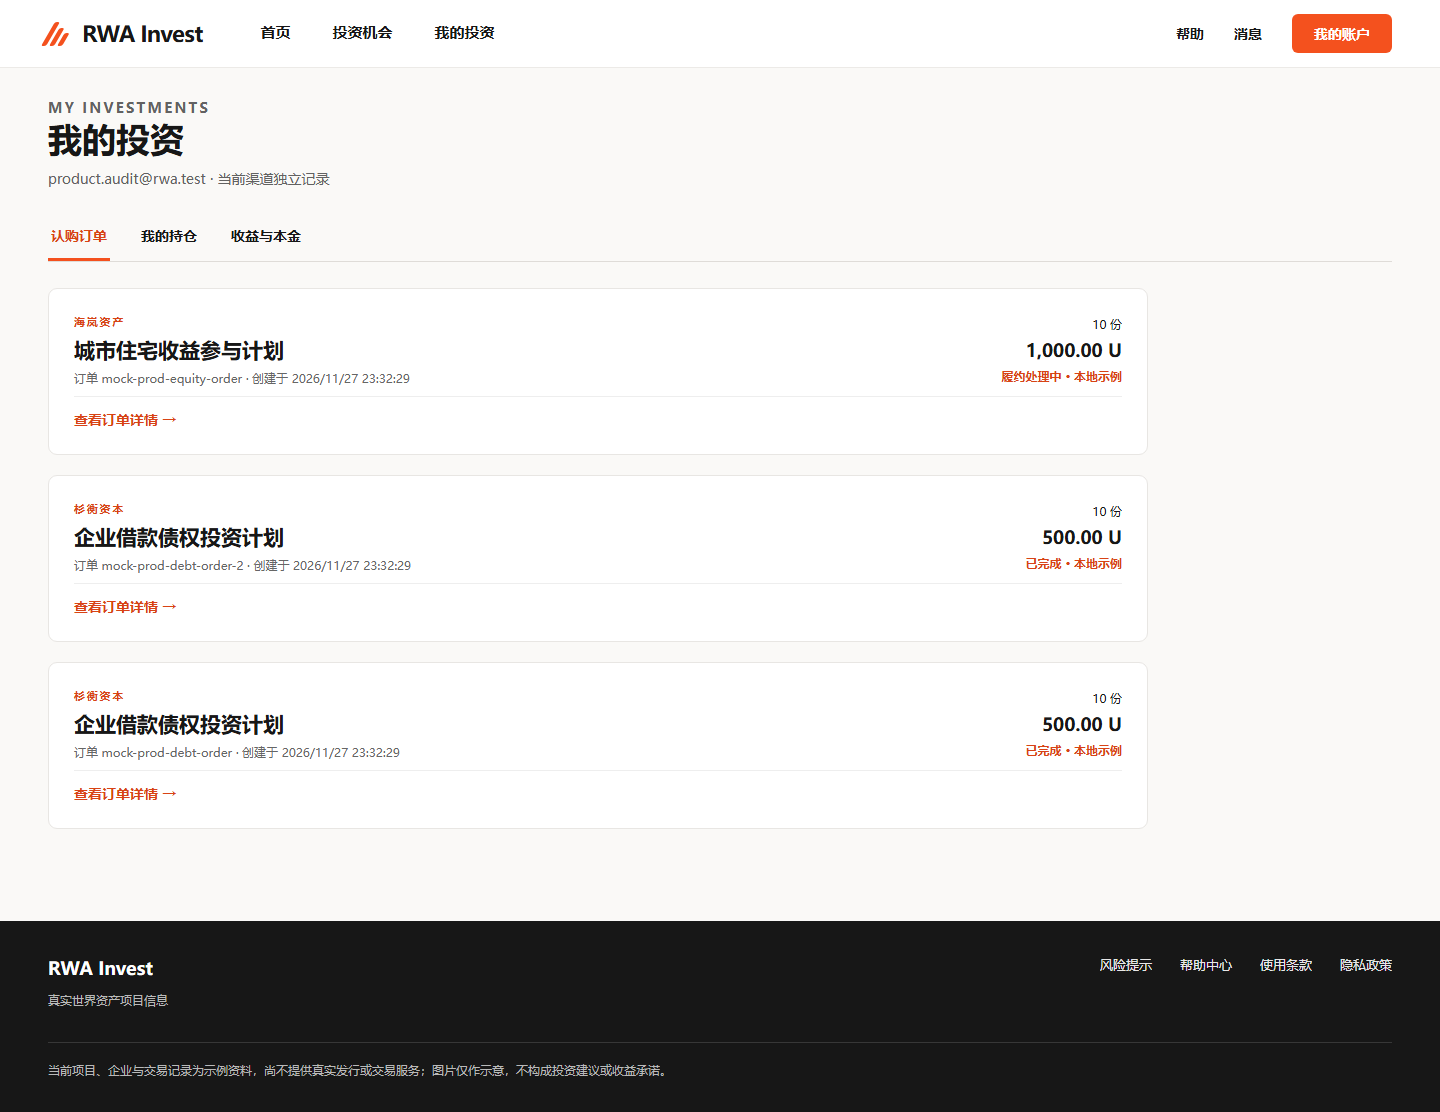 RWA Invest
首页
投资机会
我的投资
帮助
消息
我的账户
MY INVESTMENTS
我的投资
product.audit@rwa.test · 当前渠道独立记录
认购订单
我的持仓
收益与本金
海岚资产
城市住宅收益参与计划
订单 mock-prod-equity-order · 创建于 2026/11/27 23:32:29
10 份
1,000.00 U
履约处理中 • 本地示例
查看订单详情 →
杉衡资本
企业借款债权投资计划
订单 mock-prod-debt-order-2 · 创建于 2026/11/27 23:32:29
10 份
500.00 U
已完成 • 本地示例
查看订单详情 →
杉衡资本
企业借款债权投资计划
订单 mock-prod-debt-order · 创建于 2026/11/27 23:32:29
10 份
500.00 U
已完成 • 本地示例
查看订单详情 →
RWA Invest
真实世界资产项目信息
风险提示
帮助中心
使用条款
隐私政策
当前项目、企业与交易记录为示例资料，尚不提供真实发行或交易服务；图片仅作示意，不构成投资建议或收益承诺。